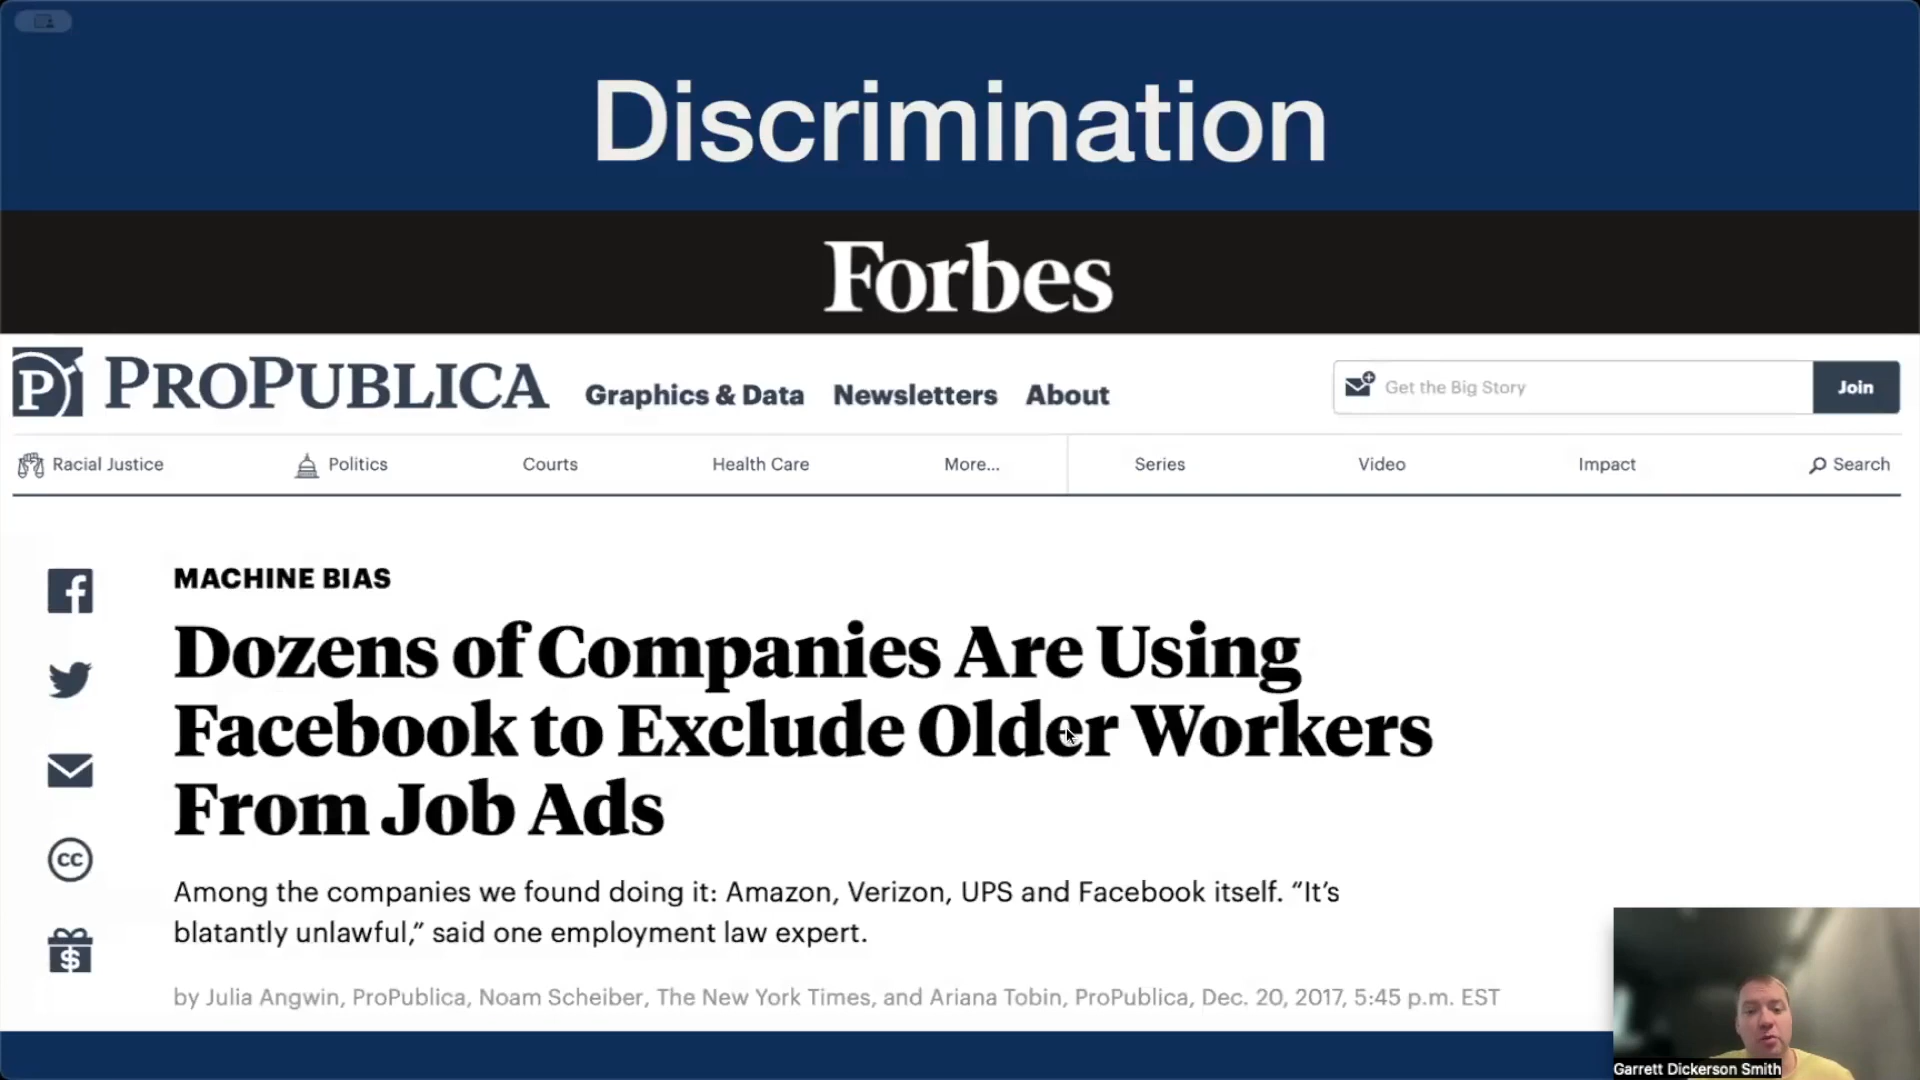 Discrimination
Forbes
PROPUBLICA
Graphics & Data Newsletters About
Get the Big Story
Join
Racial Justice Politics Courts Health Care More... Series Video Impact Search
MACHINE BIAS
Dozens of Companies Are Using
Facebook to Exclude Older Workers
From Job Ads
Among the companies we found doing it: Amazon, Verizon, UPS and Facebook itself. “It’s
blatantly unlawful,” said one employment law expert.
by Julia Angwin, ProPublica, Noam Scheiber, The New York Times, and Ariana Tobin, ProPublica, Dec. 20, 2017, 5:45 p.m. EST
Garrett Dickerson Smith